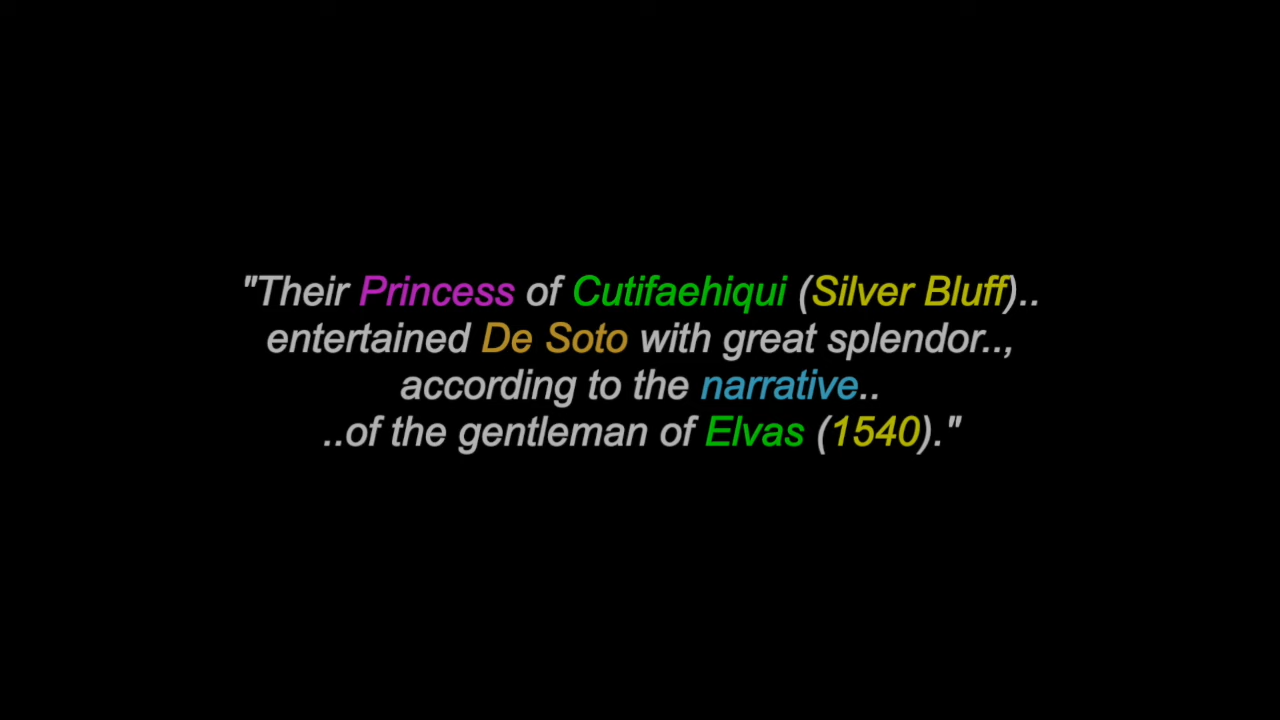 "Their Princess of Cutifaehiqui (Silver Bluff)..
entertained De Soto with great splendor..,
according to the narrative..
..of the gentleman of Elvas (1540)."